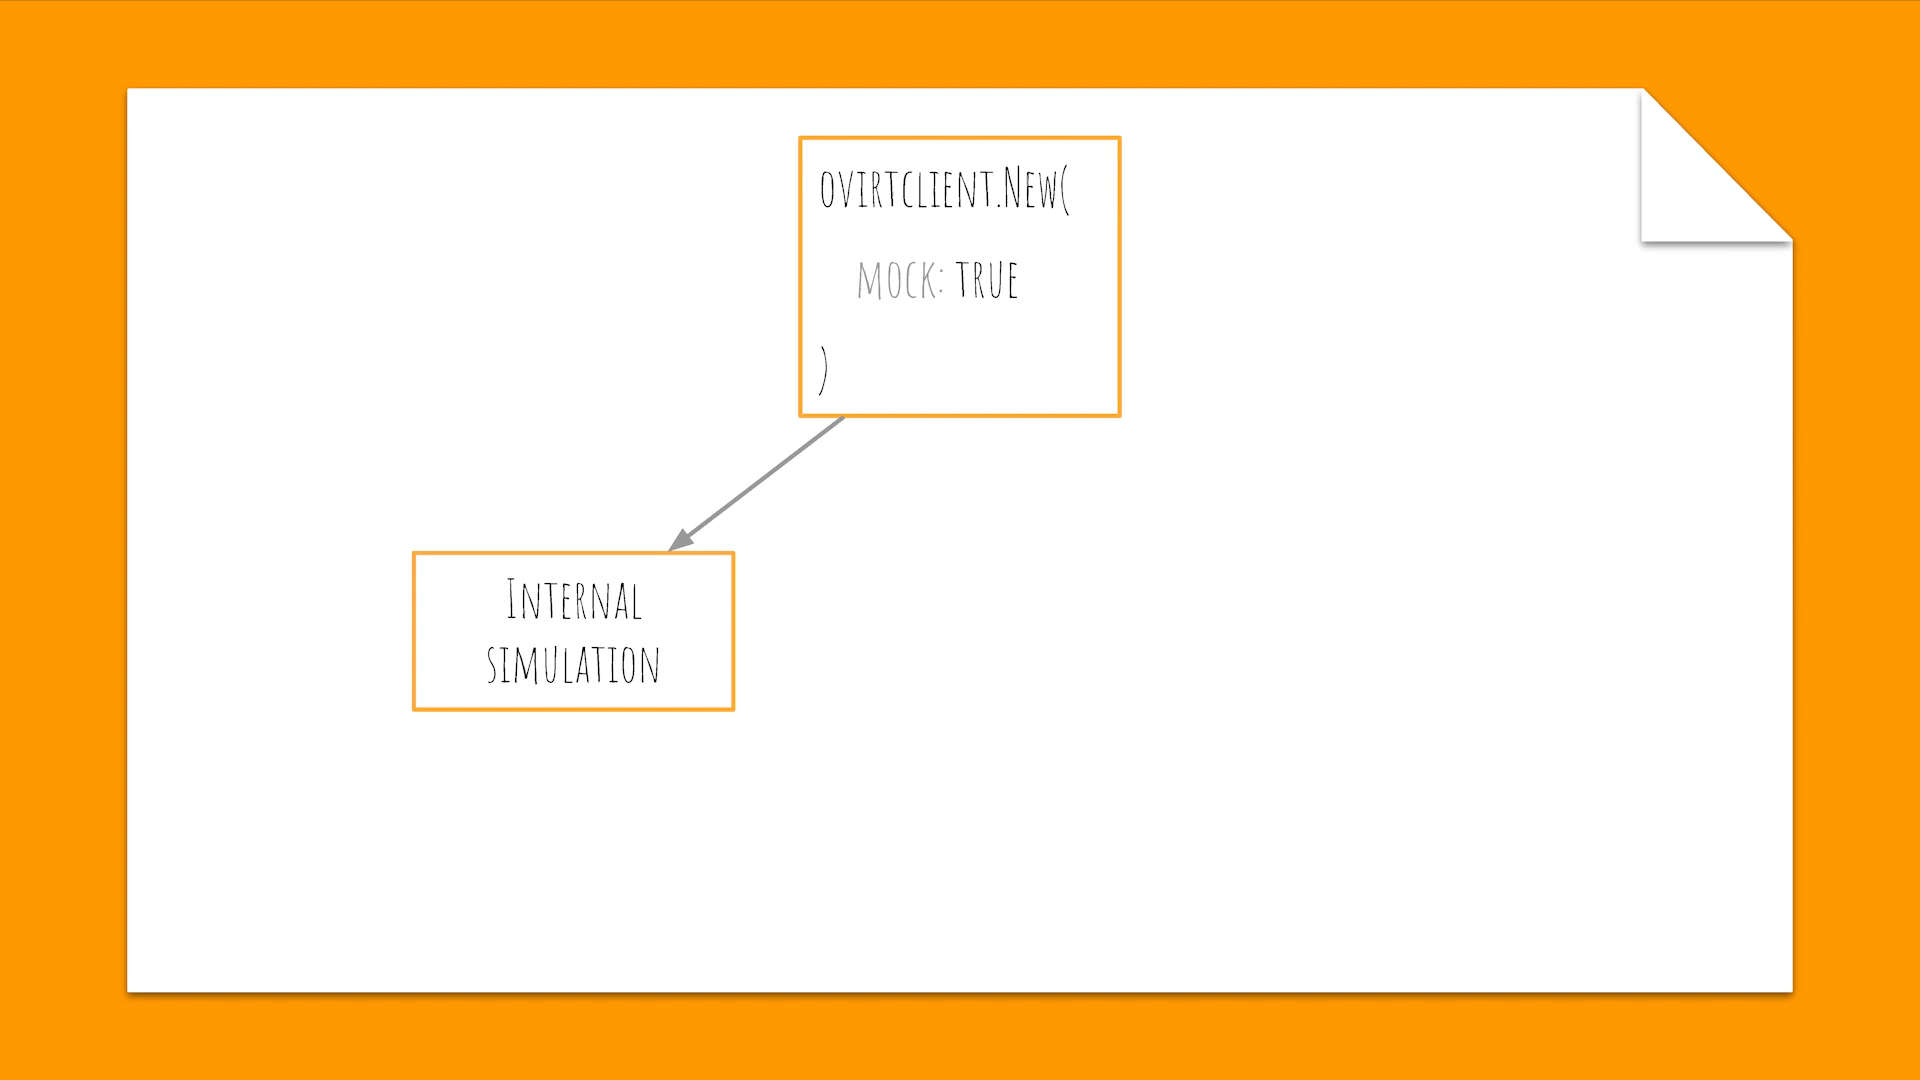 ovirtclient.New(
mock: true
)
Internal
simulation